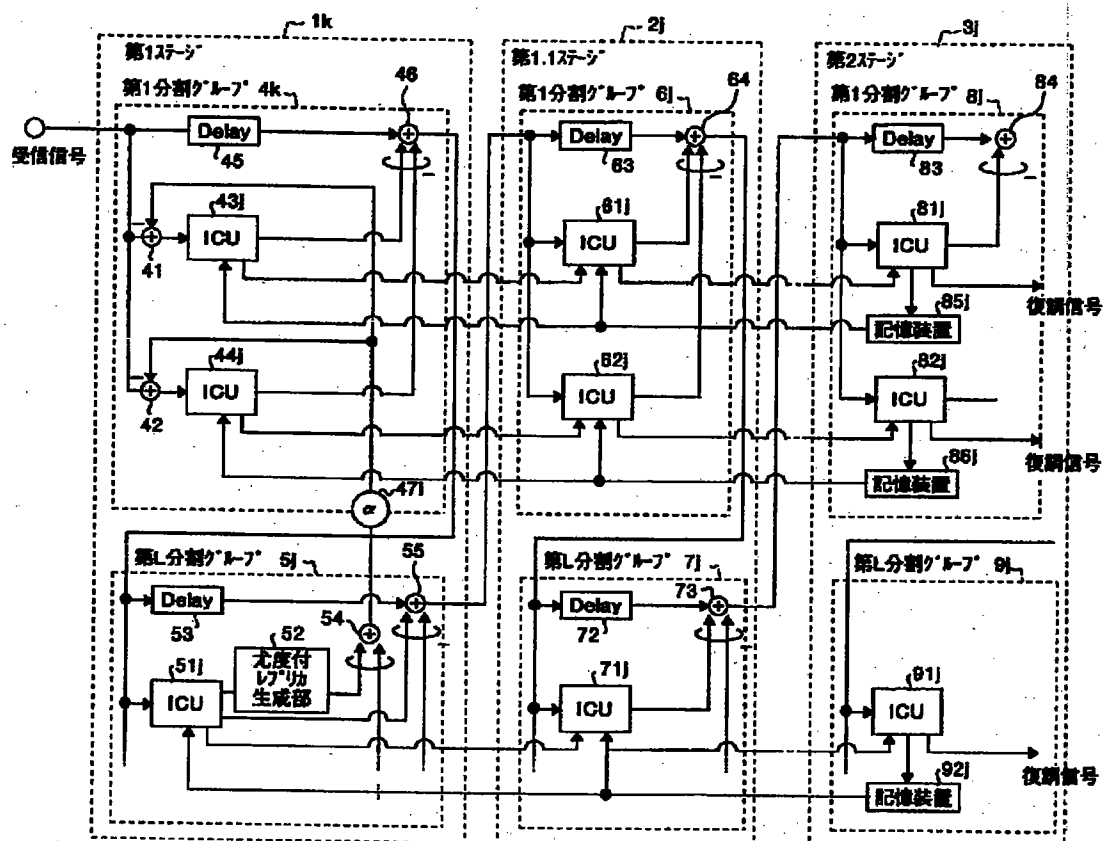 1k
第1ステージ
第1分割グループ 4k
46
受信信号
Delay
45
43j
ICU
41
44j
ICU
42
47j
α
第L分割グループ 5j
55
Delay
53
54
52
尤度付
レプリカ
生成部
51j
ICU
2j
第1.1ステージ
第1分割グループ 6j
64
Delay
63
61j
ICU
62j
ICU
第L分割グループ 7j
73
Delay
72
71j
ICU
3j
第2ステージ
第1分割グループ 8j
84
Delay
83
81j
ICU
復調信号
85j
記憶装置
82j
ICU
復調信号
86j
記憶装置
第L分割グループ 9j
91j
ICU
復調信号
92j
記憶装置